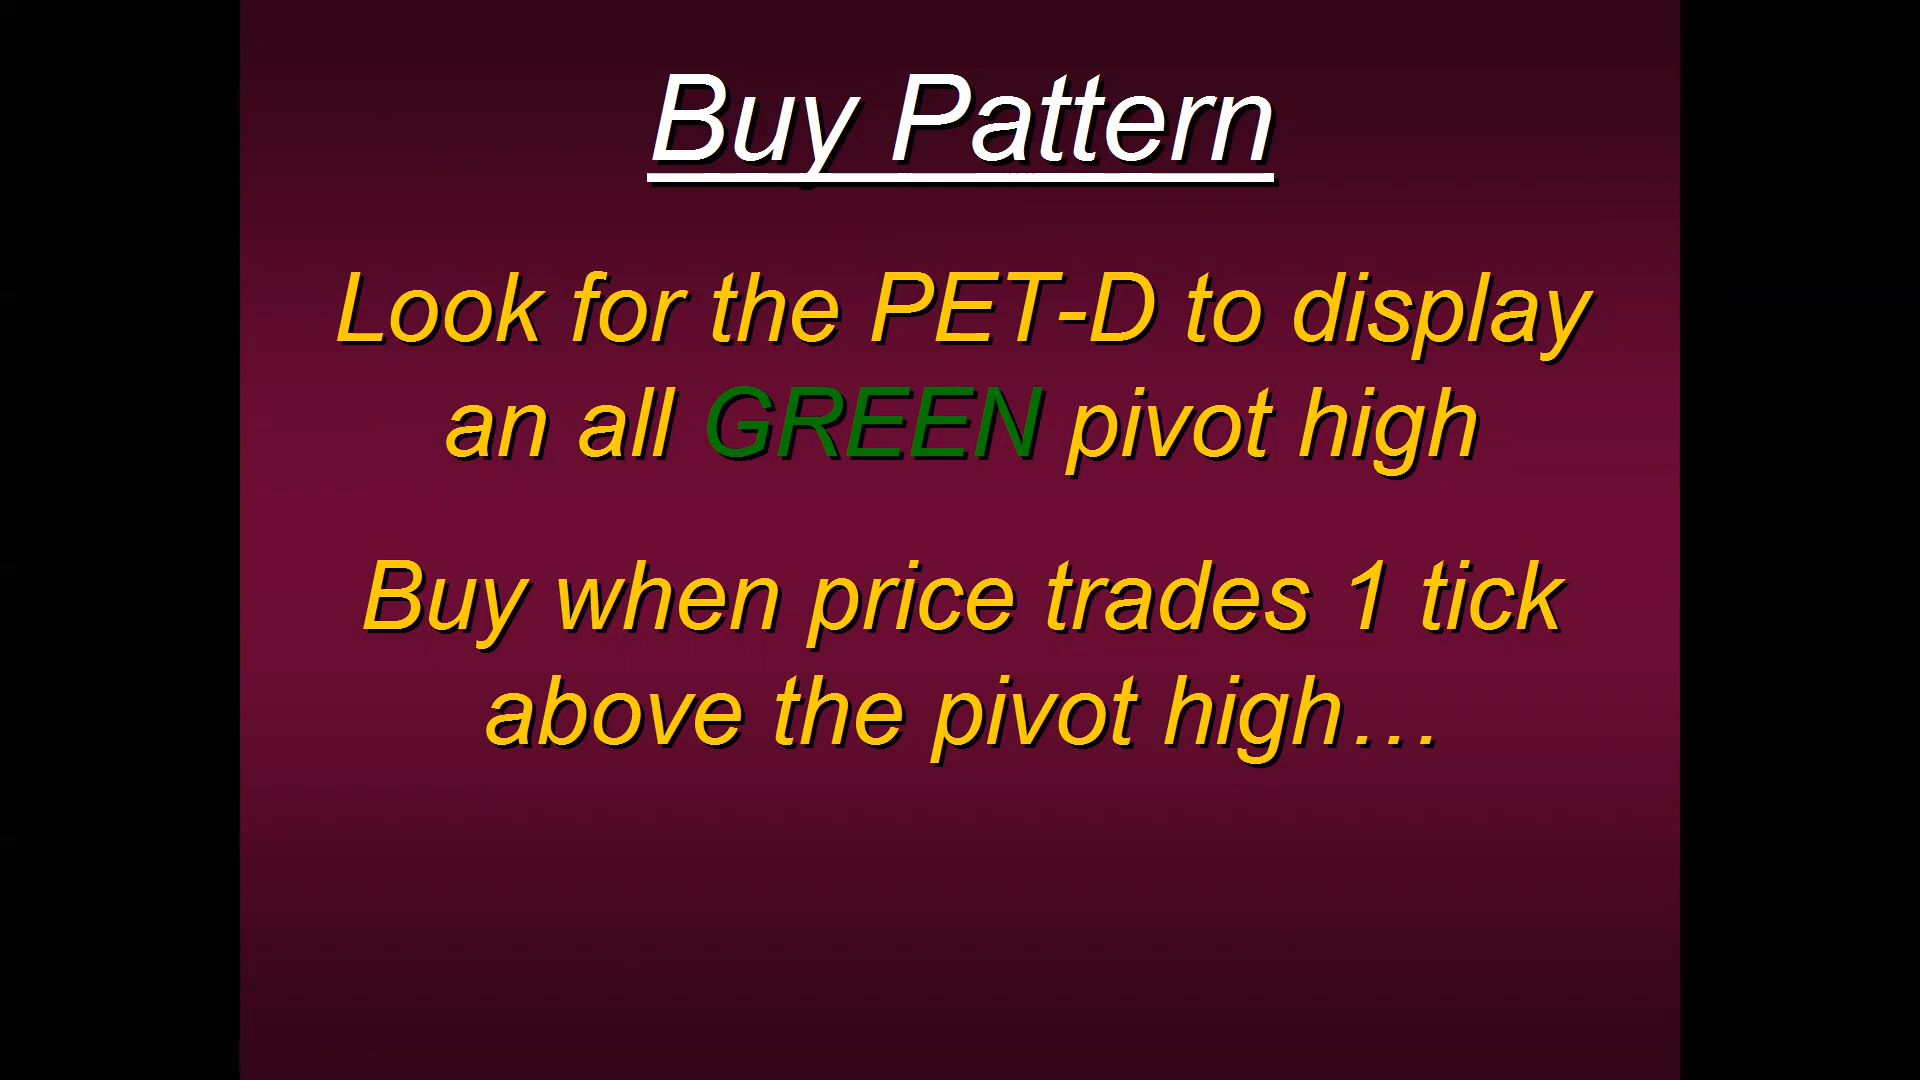 Buy Pattern
Look for the PET-D to display
an all GREEN pivot high
Buy when price trades 1 tick
above the pivot high…